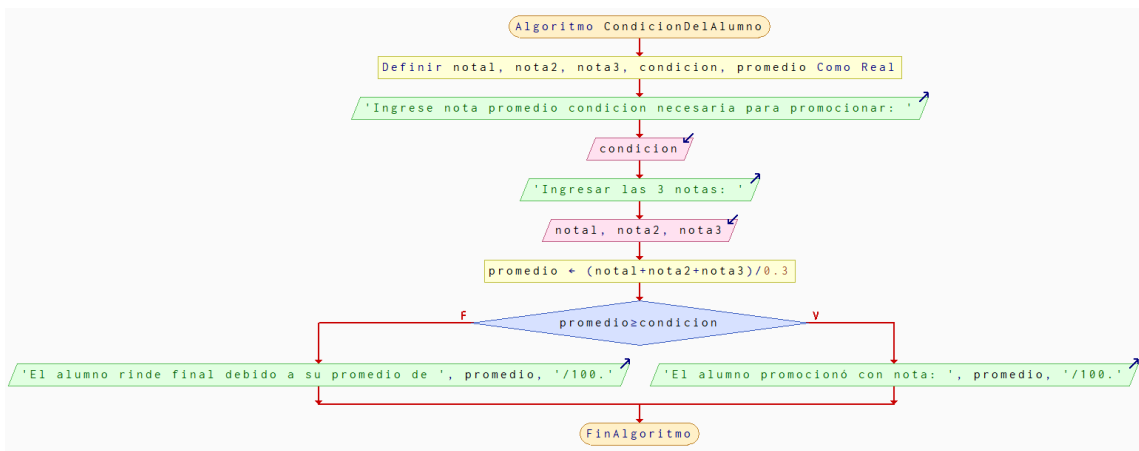 Algoritmo CondicionDelAlumno
Definir nota1, nota2, nota3, condicion, promedio Como Real
'Ingrese nota promedio condicion necesaria para promocionar: '
condicion
'Ingresar las 3 notas: '
nota1, nota2, nota3
promedio ← (nota1+nota2+nota3)/0.3
F
promedio≥condicion
V
'El alumno rinde final debido a su promedio de ', promedio, '/100.'
'El alumno promocionó con nota: ', promedio, '/100.'
FinAlgoritmo